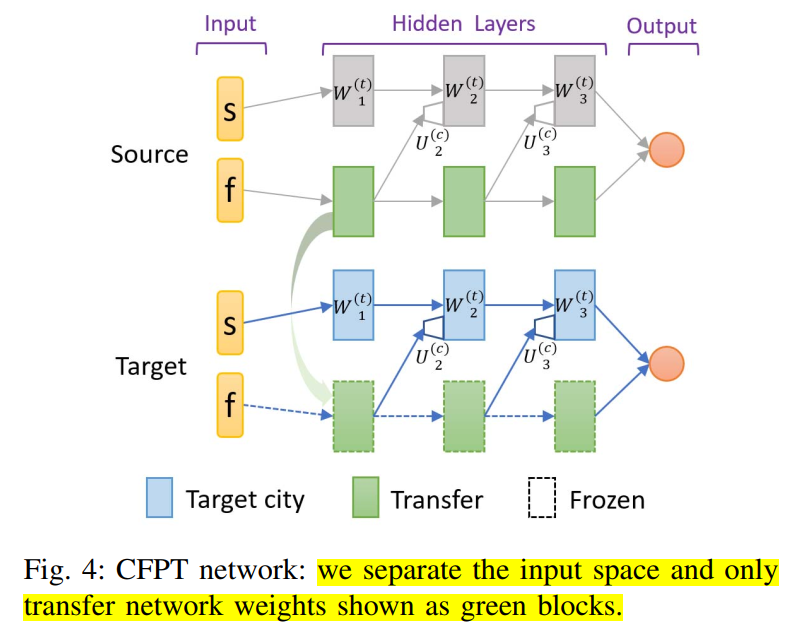 Input Hidden Layers Output
s W_1^(t) W_2^(t) W_3^(t)
U_2^(c) U_3^(c)
Source
f
s W_1^(t) W_2^(t) W_3^(t)
U_2^(c) U_3^(c)
Target
f
Target city Transfer Frozen
Fig. 4: CFPT network: we separate the input space and only
transfer network weights shown as green blocks.